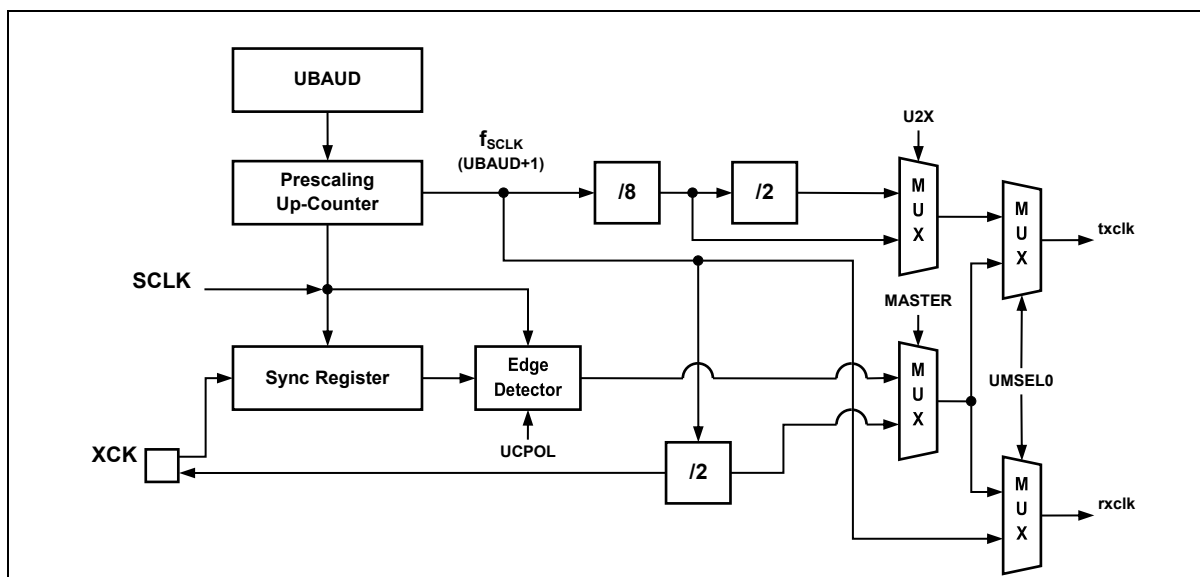 UBAUD
U2X
fSCLK
(UBAUD+1)
Prescaling
Up-Counter
/8
/2
M
U
X
M
U
X
txclk
SCLK
MASTER
Sync Register
Edge
Detector
M
U
X
UMSEL0
XCK
UCPOL
/2
M
U
X
rxclk